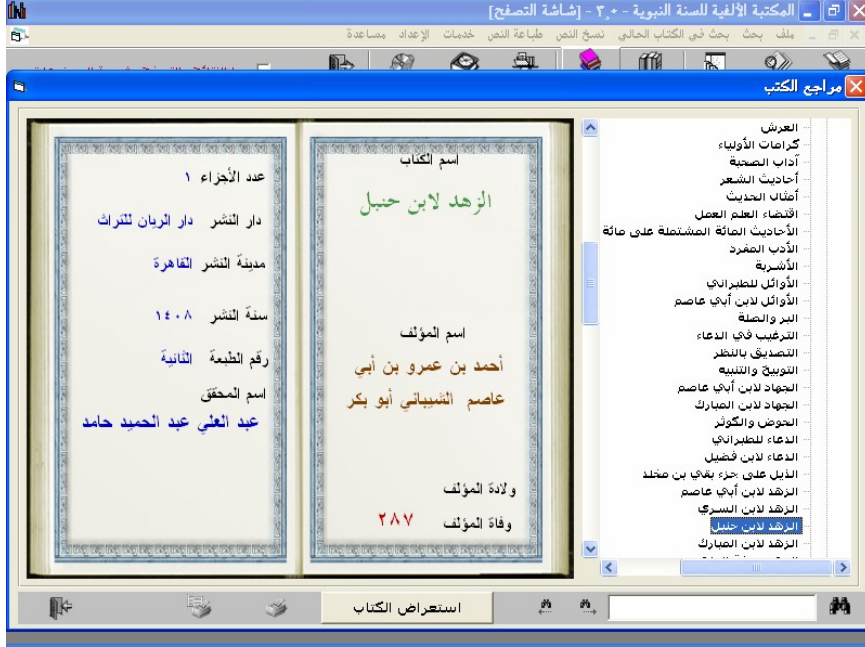 المكتبة الألفية للسنة النبوية - ٣,٠ - [شاشة التصفح]
ملف بحث بحث في الكتاب الحالي نسخ النص طباعة النص خدمات الإعداد مساعدة
مراجع الكتب
اسم الكتاب
الزهد لابن حنبل
اسم المؤلف
أحمد بن عمرو بن أبي
عاصم الشيباني أبو بكر
ولادة المؤلف
وفاة المؤلف ٢٨٧
عدد الأجزاء ١
دار النشر دار الريان للتراث
مدينة النشر القاهرة
سنة النشر ١٤٠٨
رقم الطبعة الثانية
اسم المحقق
عبد العلي عبد الحميد حامد
العرش
كرامات الأولياء
آداب الصحبة
أحاديث الشعر
أمثال الحديث
اقتضاء العلم العمل
الأحاديث المائة المشتملة على مائة
الأدب المفرد
الأشربة
الأوائل للطبراني
الأوائل لابن أبي عاصم
البر والصلة
الترغيب في الدعاء
التصديق بالنظر
التوبيخ والتنبيه
الجهاد لابن أبي عاصم
الجهاد لابن المبارك
الحوض والكوثر
الدعاء للطبراني
الدعاء لابن فضيل
الذيل على جزء بقي بن مخلد
الزهد لابن أبي عاصم
الزهد لابن السري
الزهد لابن حنبل
الزهد لابن المبارك
استعراض الكتاب